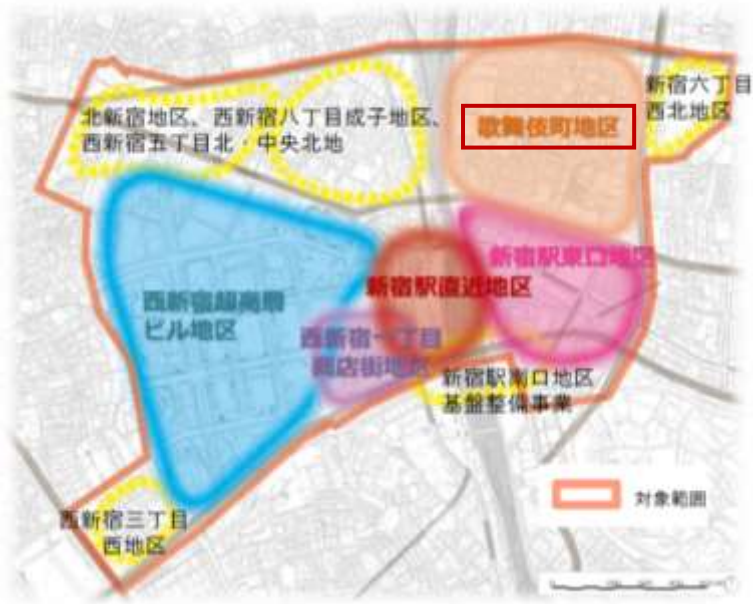 新宿六丁目
西北地区
北新宿地区、西新宿八丁目成子地区、
西新宿五丁目北・中央北地
歌舞伎町地区
新宿駅東口地区
新宿駅直近地区
西新宿超高層
ビル地区
西新宿一丁目
商店街地区
新宿駅南口地区
基盤整備事業
対象範囲
西新宿三丁目
西地区